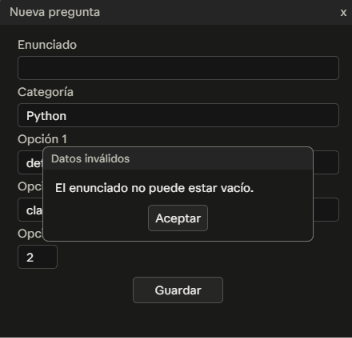 Nueva pregunta x
Enunciado
Categoría
Python
Opción 1
Datos inválidos
El enunciado no puede estar vacío.
Aceptar
2
Guardar